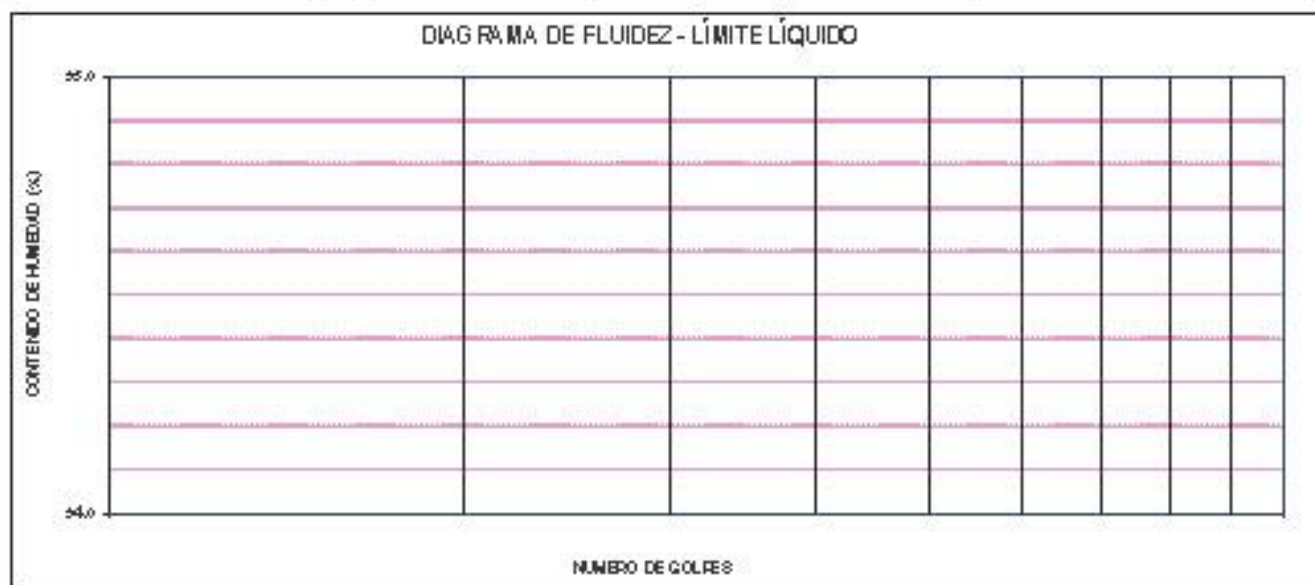 DIAGRAMA DE FLUIDEZ - LÍMITE LÍQUIDO
CONTENIDO DE HUMEDAD (%)
NUMERO DE GOLPES